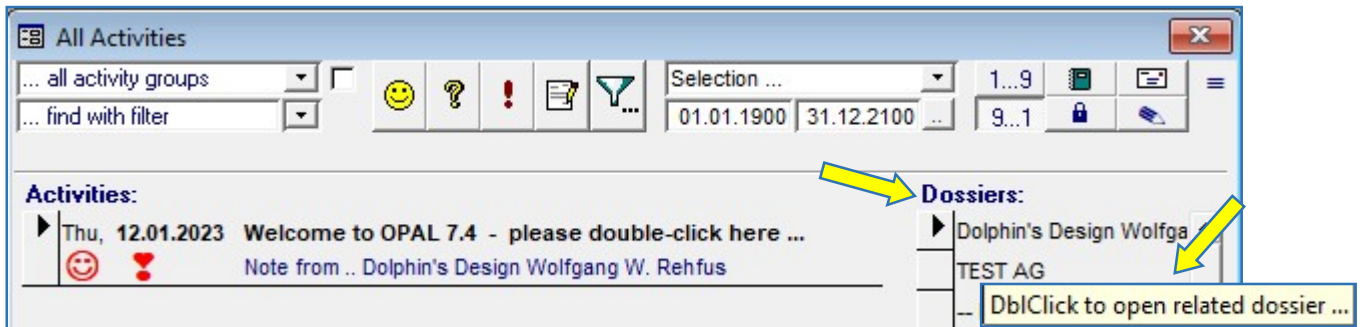 All Activities
... all activity groups
Selection ...
1...9
... find with filter
01.01.1900 31.12.2100 ..
9...1
Activities:
Dossiers:
Thu, 12.01.2023 Welcome to OPAL 7.4 - please double-click here ...
Dolphin's Design Wolfga
Note from .. Dolphin's Design Wolfgang W. Rehfus
TEST AG
--
DblClick to open related dossier ...